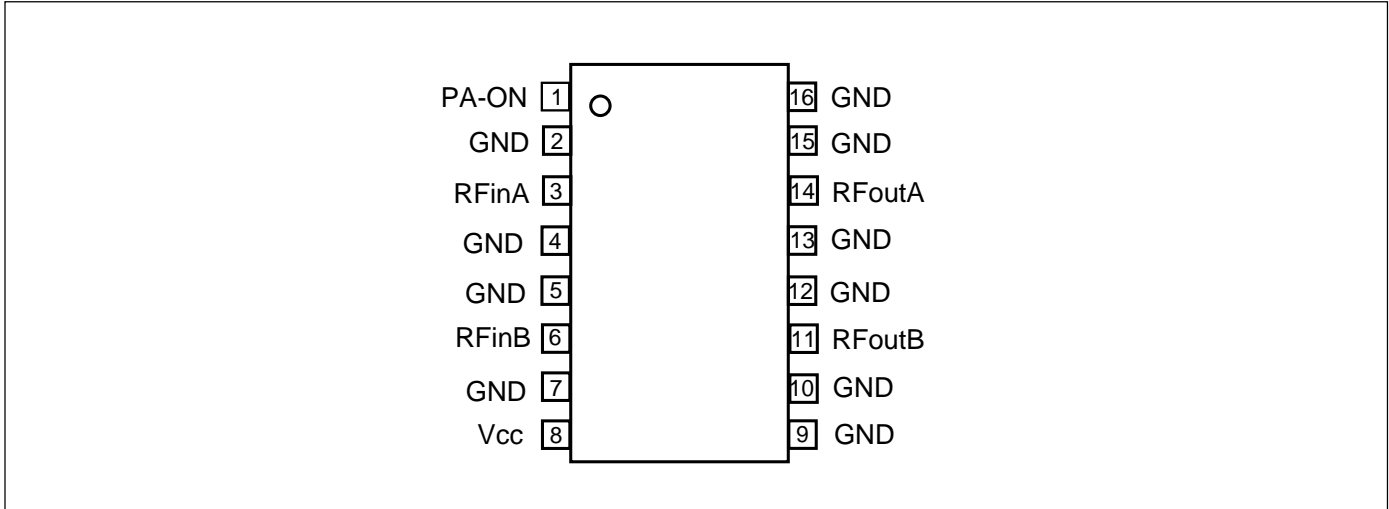 PA-ON 1 16 GND
GND 2 15 GND
RFinA 3 14 RFoutA
GND 4 13 GND
GND 5 12 GND
RFinB 6 11 RFoutB
GND 7 10 GND
Vcc 8 9 GND